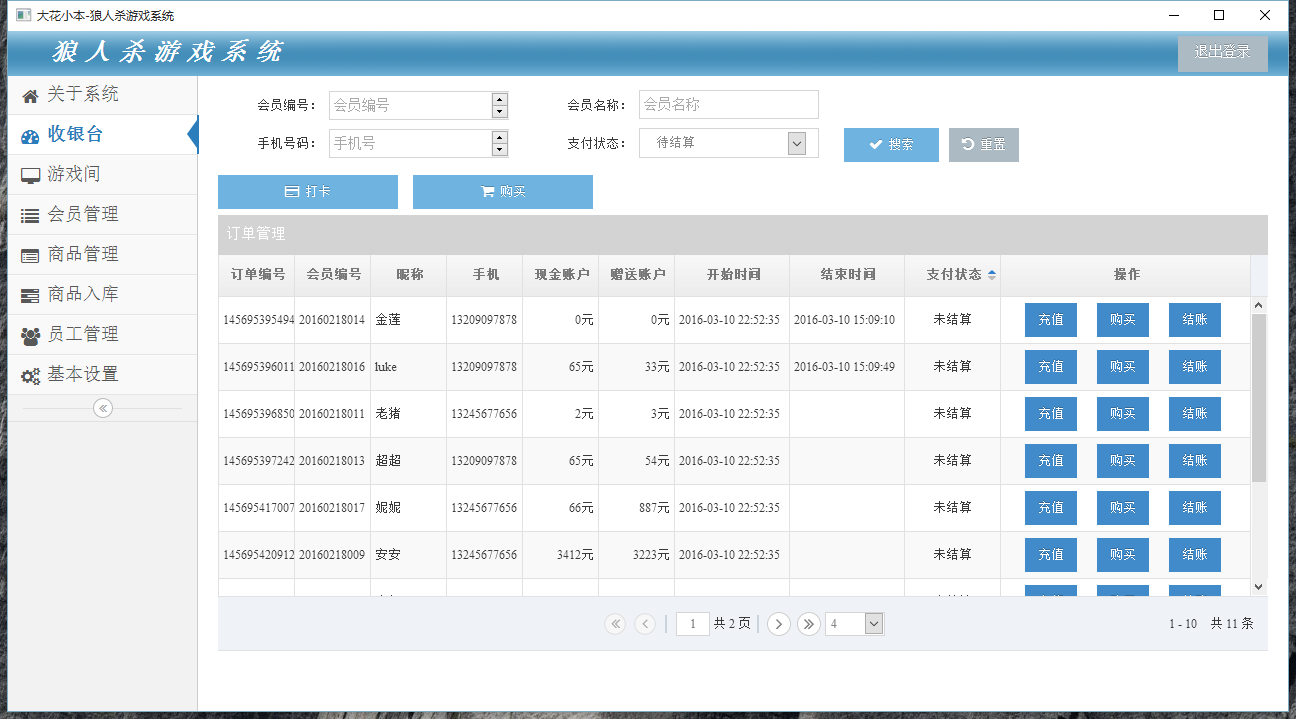 大花小本-狼人杀游戏系统
狼人杀游戏系统
退出登录
关于系统
收银台
游戏间
会员管理
商品管理
商品入库
员工管理
基本设置
会员编号： 会员编号 会员名称： 会员名称
手机号码： 手机号 支付状态： 待结算 搜索 重置
打卡 购买
订单管理
订单编号 会员编号 昵称 手机 现金账户 赠送账户 开始时间 结束时间 支付状态 操作
145695395494 20160218014 金莲 13209097878 0元 0元 2016-03-10 22:52:35 2016-03-10 15:09:10 未结算 充值 购买 结账
145695396011 20160218016 luke 13209097878 65元 33元 2016-03-10 22:52:35 2016-03-10 15:09:49 未结算 充值 购买 结账
145695396850 20160218011 老猪 13245677656 2元 3元 2016-03-10 22:52:35 未结算 充值 购买 结账
145695397242 20160218013 超超 13209097878 65元 54元 2016-03-10 22:52:35 未结算 充值 购买 结账
145695417007 20160218017 妮妮 13245677656 66元 887元 2016-03-10 22:52:35 未结算 充值 购买 结账
145695420912 20160218009 安安 13245677656 3412元 3223元 2016-03-10 22:52:35 未结算 充值 购买 结账
1 共 2 页 4 1 - 10 共 11 条